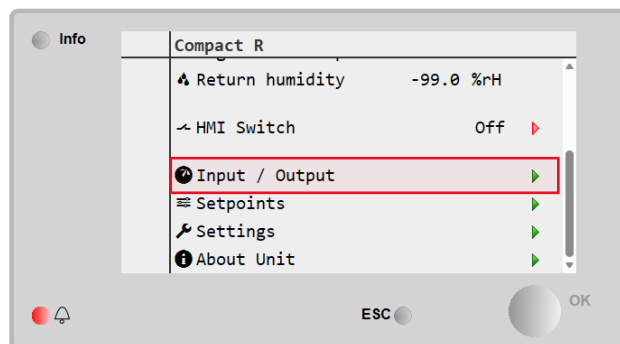 Info
Compact R
Return humidity -99.0 %rH
HMI Switch Off
Input / Output
Setpoints
Settings
About Unit
ESC
OK